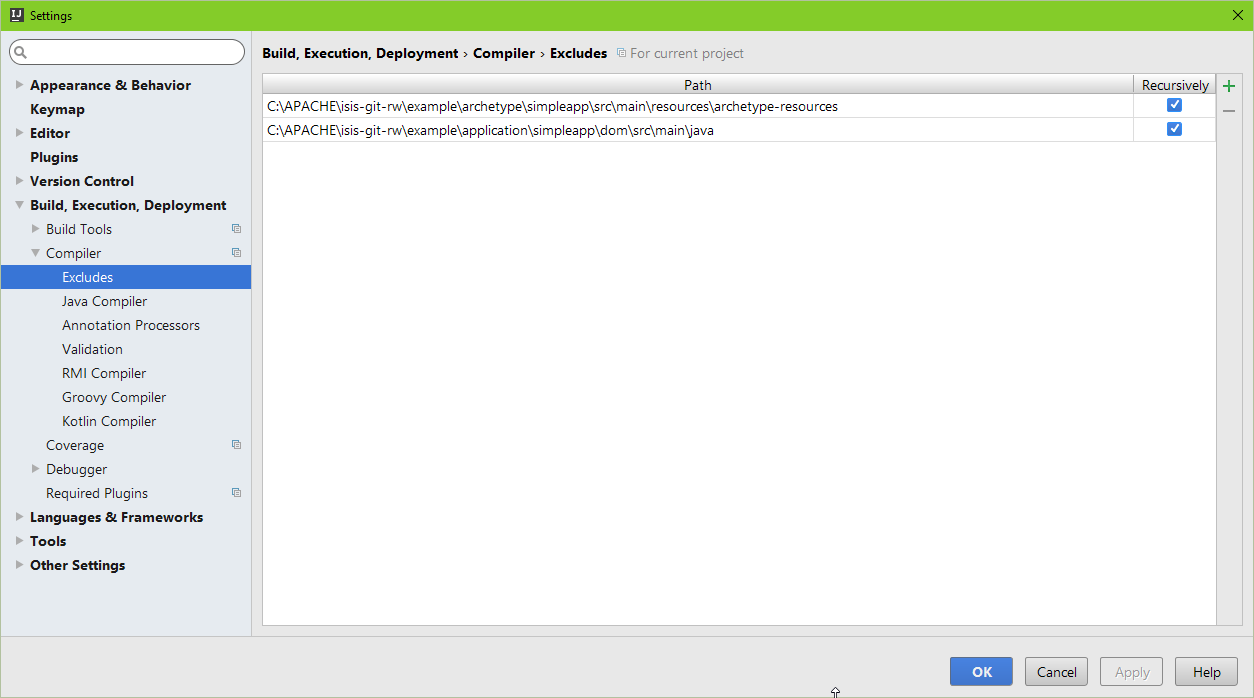 Settings
Build, Execution, Deployment › Compiler › Excludes For current project
Appearance & Behavior
Keymap
Editor
Plugins
Version Control
Build, Execution, Deployment
Build Tools
Compiler
Excludes
Java Compiler
Annotation Processors
Validation
RMI Compiler
Groovy Compiler
Kotlin Compiler
Coverage
Debugger
Required Plugins
Languages & Frameworks
Tools
Other Settings
Path Recursively
C:\APACHE\isis-git-rw\example\archetype\simpleapp\src\main\resources\archetype-resources
C:\APACHE\isis-git-rw\example\application\simpleapp\dom\src\main\java
OK Cancel Apply Help